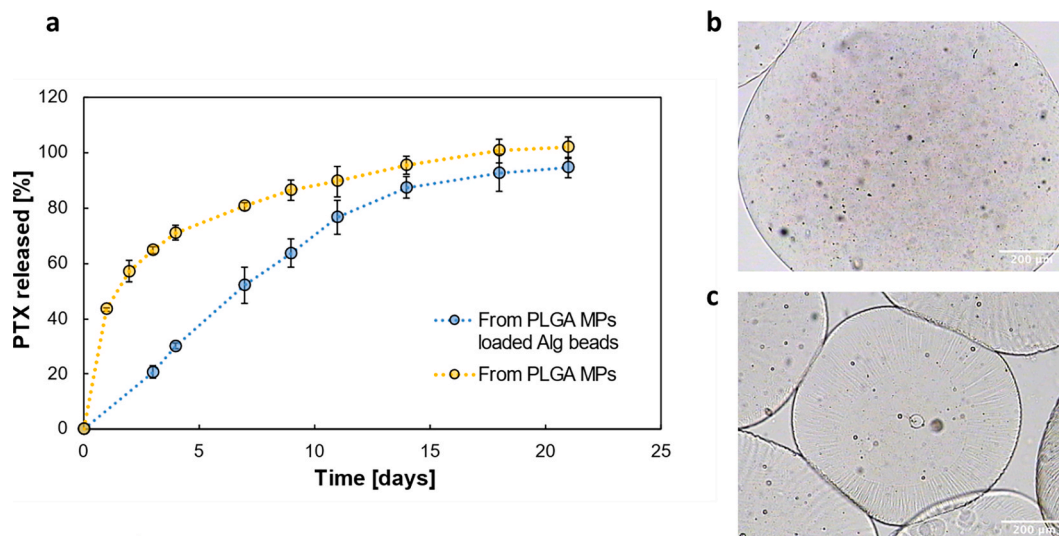 a
120
100
80
60
40
20
0
PTX released [%]
0 5 10 15 20 25
Time [days]
From PLGA MPs
loaded Alg beads
From PLGA MPs
b
200 µm
c
200 µm